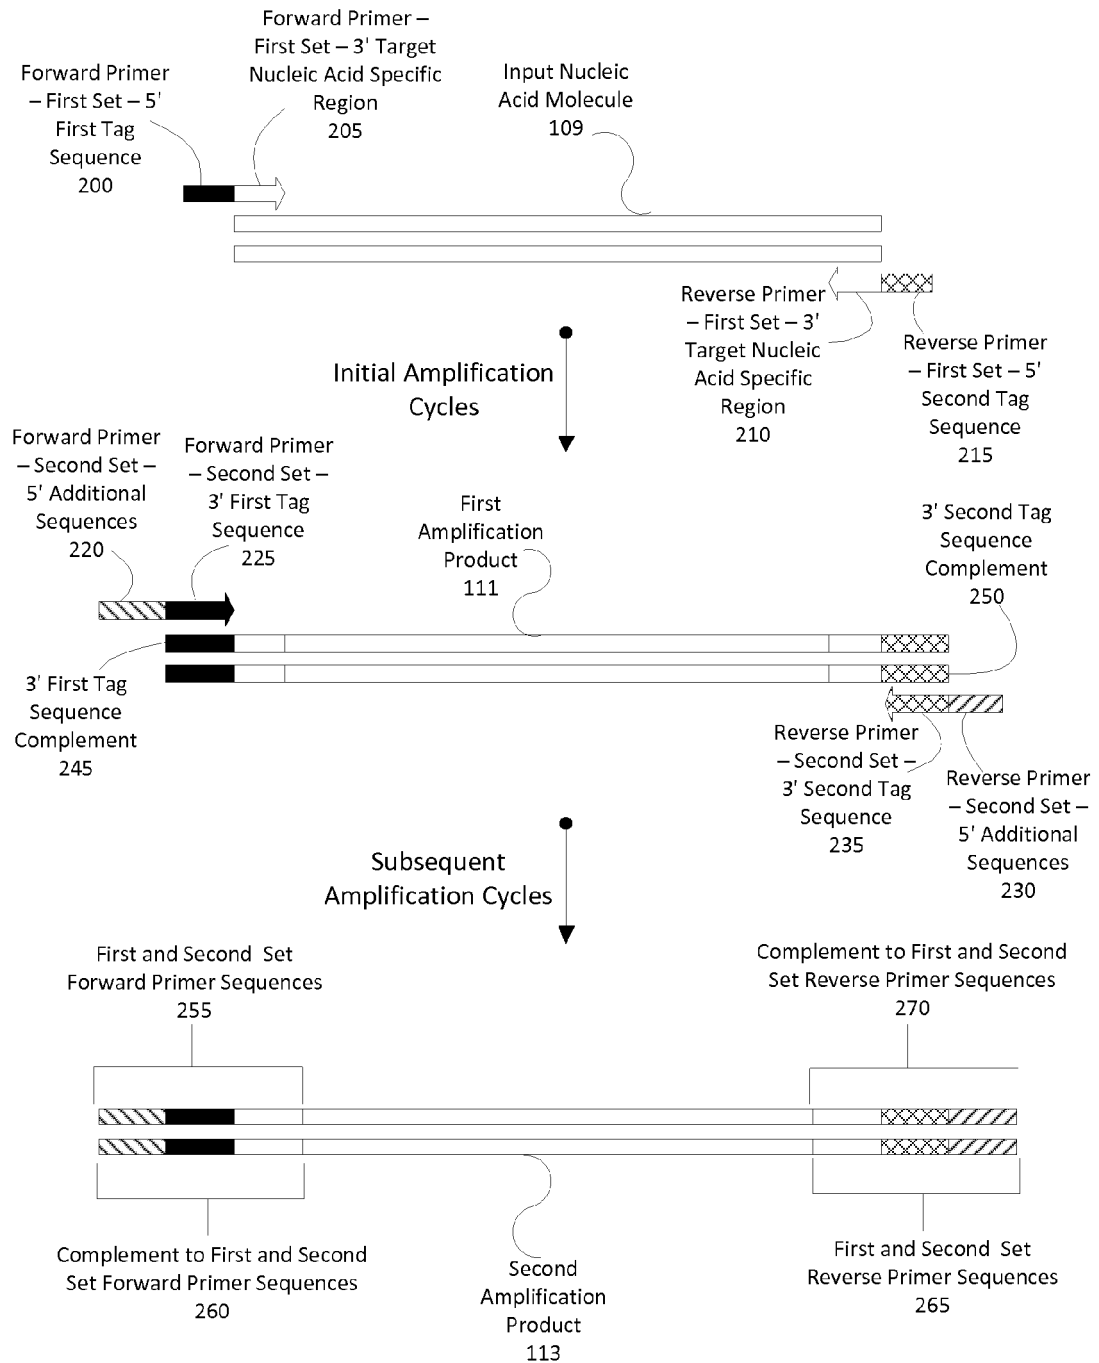 Forward Primer
– First Set – 5'
First Tag
Sequence
200
Forward Primer –
First Set – 3' Target
Nucleic Acid Specific
Region
205
Input Nucleic
Acid Molecule
109
Reverse Primer
– First Set – 3'
Target Nucleic
Acid Specific
Region
210
Reverse Primer
– First Set – 5'
Second Tag
Sequence
215
Initial Amplification
Cycles
Forward Primer
– Second Set –
5' Additional
Sequences
220
Forward Primer
– Second Set –
3' First Tag
Sequence
225
First
Amplification
Product
111
3' Second Tag
Sequence
Complement
250
3' First Tag
Sequence
Complement
245
Reverse Primer
– Second Set –
3' Second Tag
Sequence
235
Reverse Primer
– Second Set –
5' Additional
Sequences
230
Subsequent
Amplification Cycles
First and Second Set
Forward Primer Sequences
255
Complement to First and Second
Set Reverse Primer Sequences
270
Complement to First and Second
Set Forward Primer Sequences
260
Second
Amplification
Product
113
First and Second Set
Reverse Primer Sequences
265